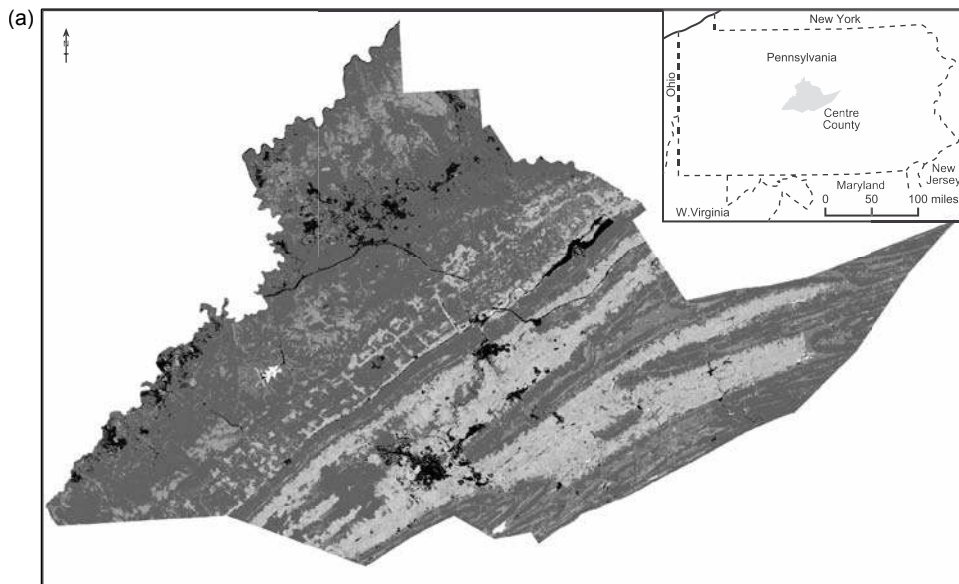 (a)
N
New York
Pennsylvania
Ohio
Centre
County
New
Jersey
Maryland
W.Virginia
0 50 100 miles